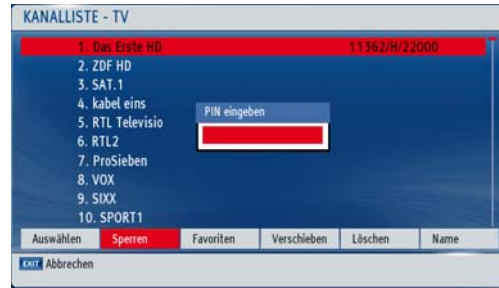 KANALLISTE - TV
1. Das Erste HD 11362/H/22000
2. ZDF HD
3. SAT.1
4. kabel eins
5. RTL Televisio
6. RTL2
7. ProSieben
8. VOX
9. SIXX
10. SPORT1
PIN eingeben
Auswählen Sperren Favoriten Verschieben Löschen Name
EXIT Abbrechen